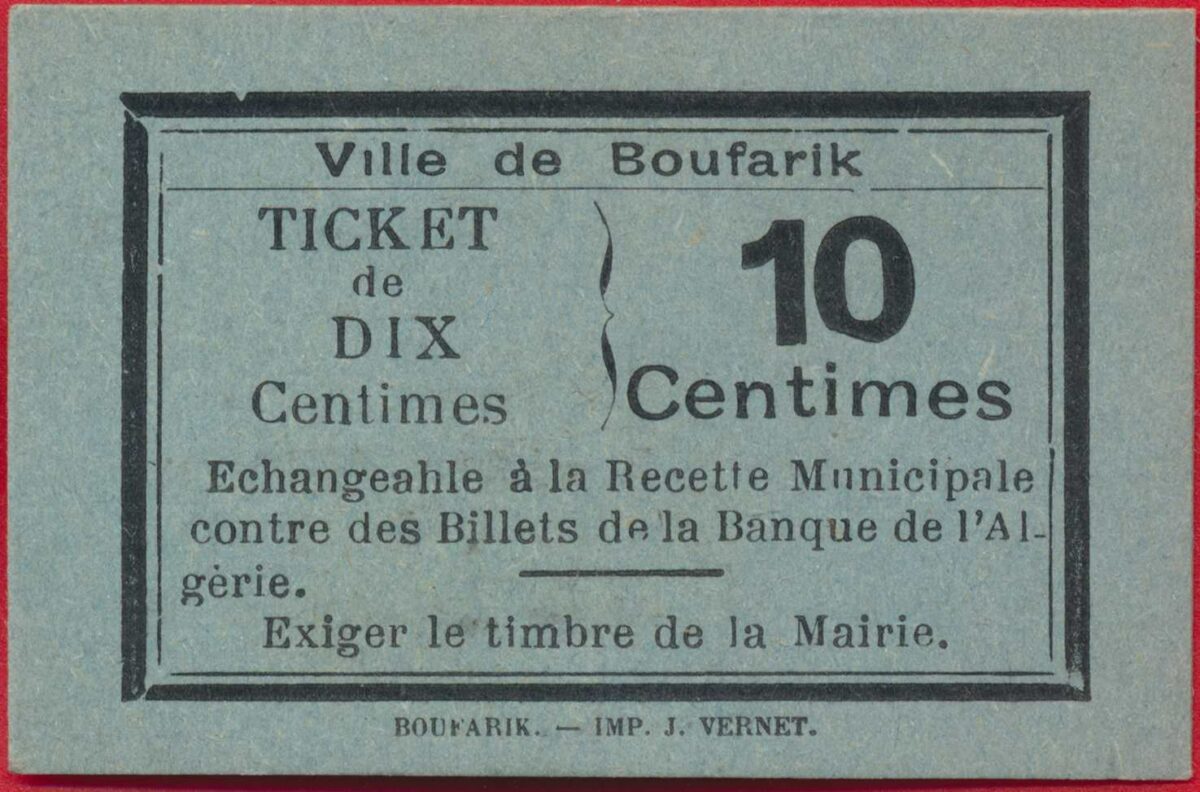 Ville de Boufarik
TICKET
de
DIX
Centimes
10
Centimes
Echangeahle à la Recette Municipale
contre des Billets de la Banque de l'Al-
gèrie.
Exiger le timbre de la Mairie.
BOUFARIK. — IMP. J. VERNET.